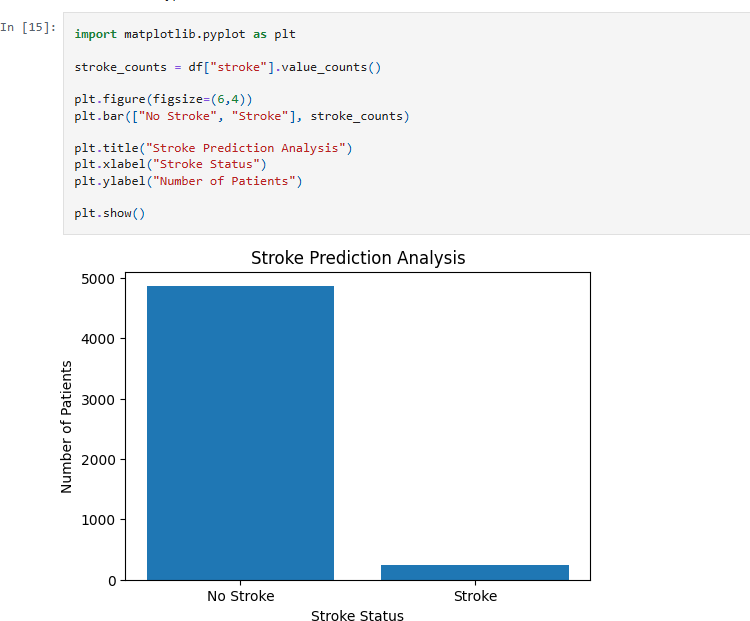 In [15]:
import matplotlib.pyplot as plt
stroke_counts = df["stroke"].value_counts()
plt.figure(figsize=(6,4))
plt.bar(["No Stroke", "Stroke"], stroke_counts)
plt.title("Stroke Prediction Analysis")
plt.xlabel("Stroke Status")
plt.ylabel("Number of Patients")
plt.show()
Stroke Prediction Analysis
Number of Patients
5000
4000
3000
2000
1000
0
No Stroke
Stroke
Stroke Status